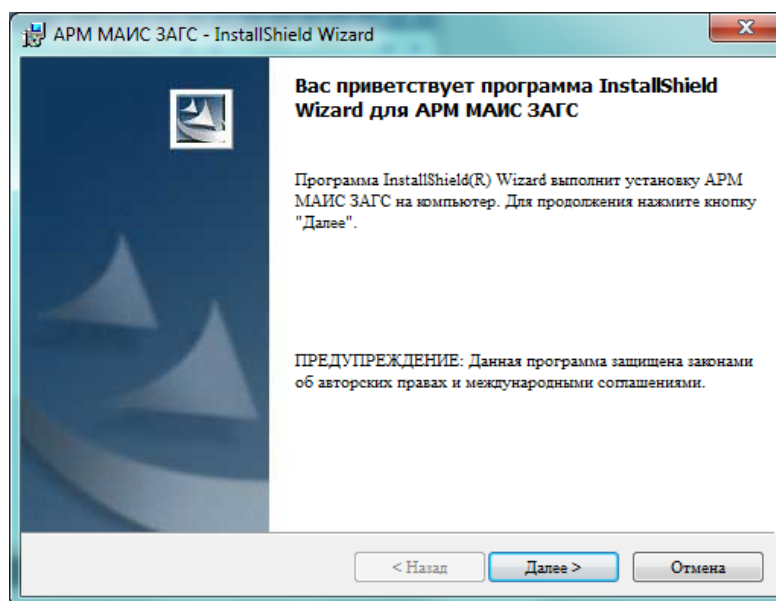 АРМ МАИС ЗАГС - InstallShield Wizard
Вас приветствует программа InstallShield
Wizard для АРМ МАИС ЗАГС
Программа InstallShield(R) Wizard выполнит установку АРМ
МАИС ЗАГС на компьютер. Для продолжения нажмите кнопку
"Далее".
ПРЕДУПРЕЖДЕНИЕ: Данная программа защищена законами
об авторских правах и международными соглашениями.
< Назад
Далее >
Отмена